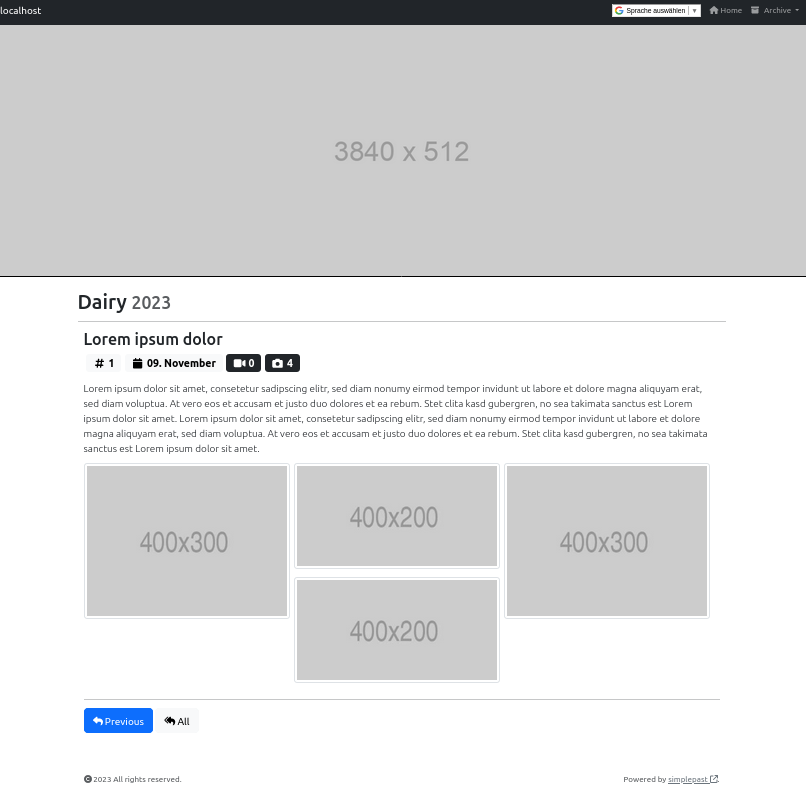 localhost
Sprache auswählen
Home
Archive
3840 x 512
Dairy 2023
Lorem ipsum dolor
# 1
09. November
0
4
Lorem ipsum dolor sit amet, consetetur sadipscing elitr, sed diam nonumy eirmod tempor invidunt ut labore et dolore magna aliquyam erat,
sed diam voluptua. At vero eos et accusam et justo duo dolores et ea rebum. Stet clita kasd gubergren, no sea takimata sanctus est Lorem
ipsum dolor sit amet. Lorem ipsum dolor sit amet, consetetur sadipscing elitr, sed diam nonumy eirmod tempor invidunt ut labore et dolore
magna aliquyam erat, sed diam voluptua. At vero eos et accusam et justo duo dolores et ea rebum. Stet clita kasd gubergren, no sea takimata
sanctus est Lorem ipsum dolor sit amet.
400x300
400x200
400x300
400x200
Previous
All
© 2023 All rights reserved.
Powered by simplepast.